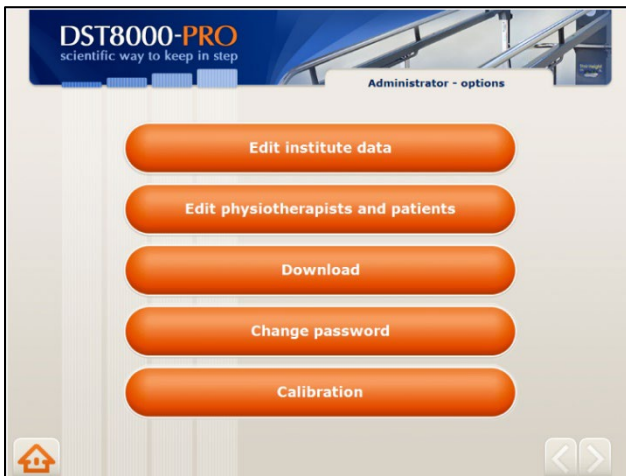 DST8000-PRO
scientific way to keep in step
Administrator - options
Edit institute data
Edit physiotherapists and patients
Download
Change password
Calibration